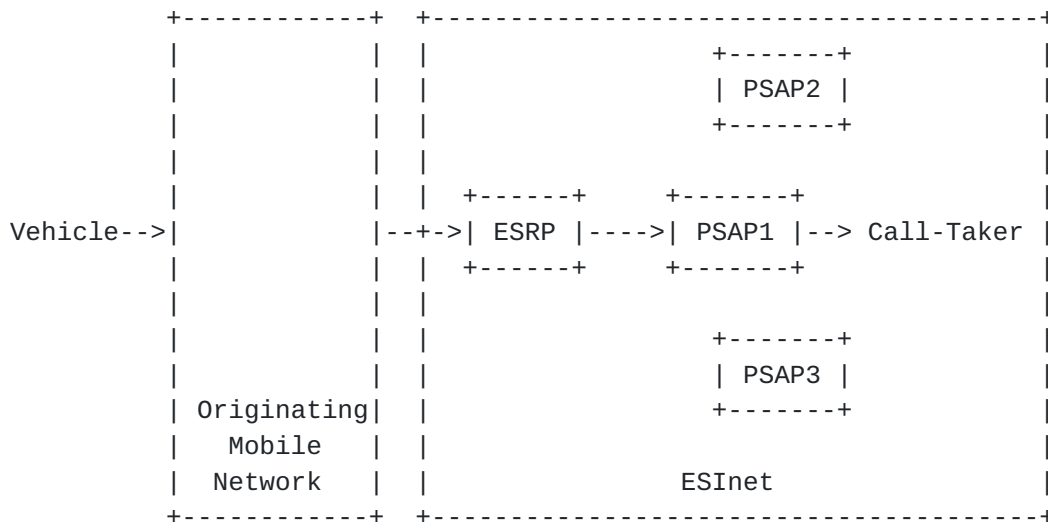 +------------+  +---------------------------------------+
|            |  |                   +-------+             |
|            |  |                   | PSAP2 |             |
|            |  |                   +-------+             |
|            |  |                                       |
|            |  |  +------+      +-------+                |
Vehicle-->|            |--+->| ESRP |---->| PSAP1 |--> Call-Taker |
|            |  |  +------+      +-------+                |
|            |  |                                       |
|            |  |                   +-------+             |
|            |  |                   | PSAP3 |             |
| Originating|  |                   +-------+             |
|   Mobile   |  |                                       |
|  Network   |  |                ESInet                 |
+------------+  +---------------------------------------+